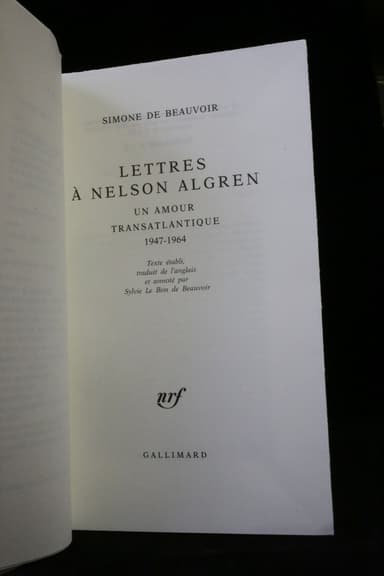 SIMONE DE BEAUVOIR
LETTRES
À NELSON ALGREN
UN AMOUR
TRANSATLANTIQUE
1947-1964
Texte établi,
traduit de l'anglais
et annoté par
Sylvie Le Bon de Beauvoir
nrf
GALLIMARD